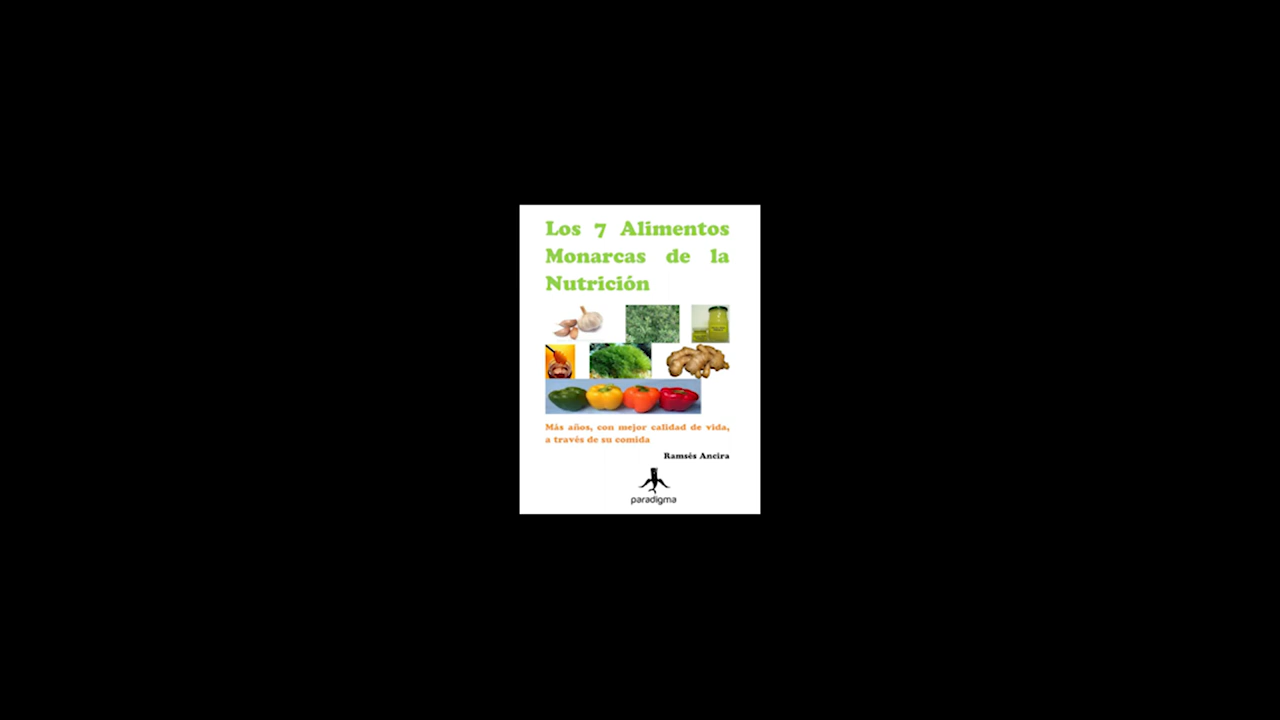 Los 7 Alimentos
Monarcas de la
Nutrición
Más años, con mejor calidad de vida,
a través de su comida
Ramsès Ancira
paradigma